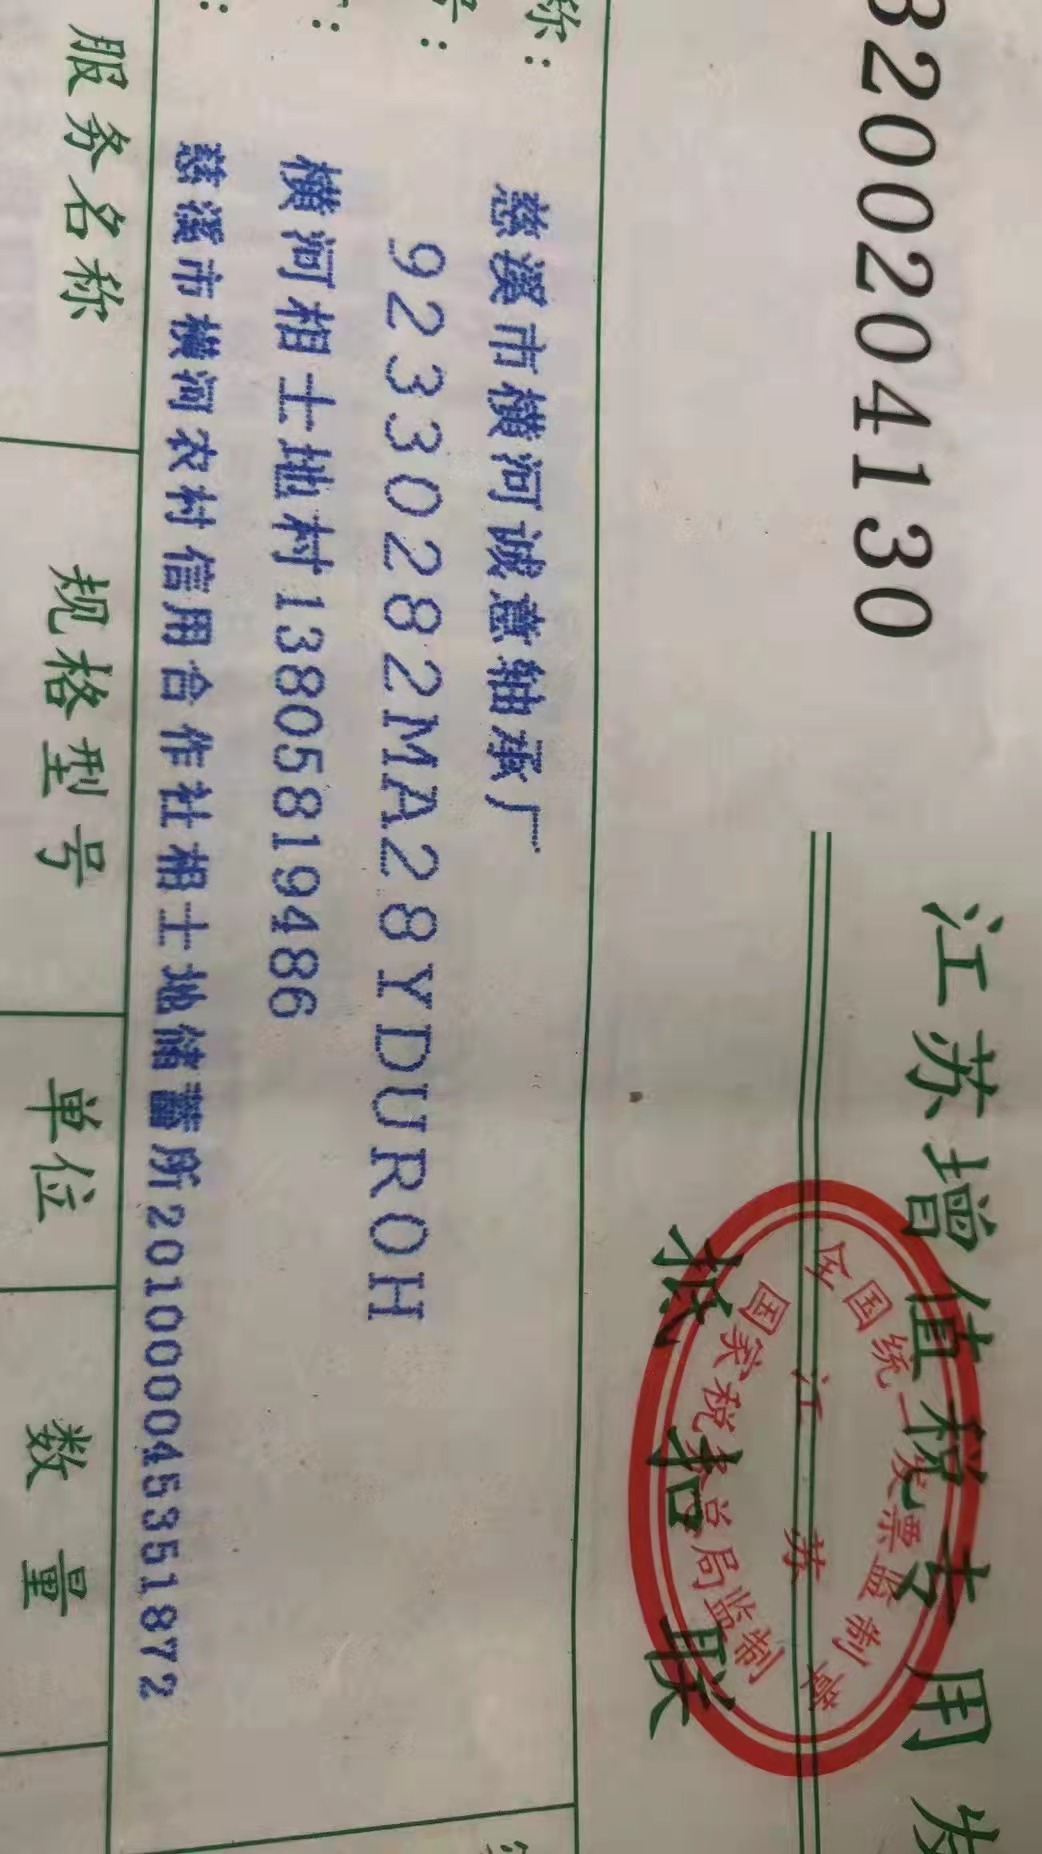 3200204130
江苏增值税专用发
抵扣联
全国统一发票监制章
江苏
国家税务总局监制
称：
慈溪市横河诚意轴承厂
号：
92330282MA28YDUR0H
：
横河相士地村13805819486
：
慈溪市横河农村信用合作社相士地储蓄所201000045351872
服务名称 规格型号 单位 数量